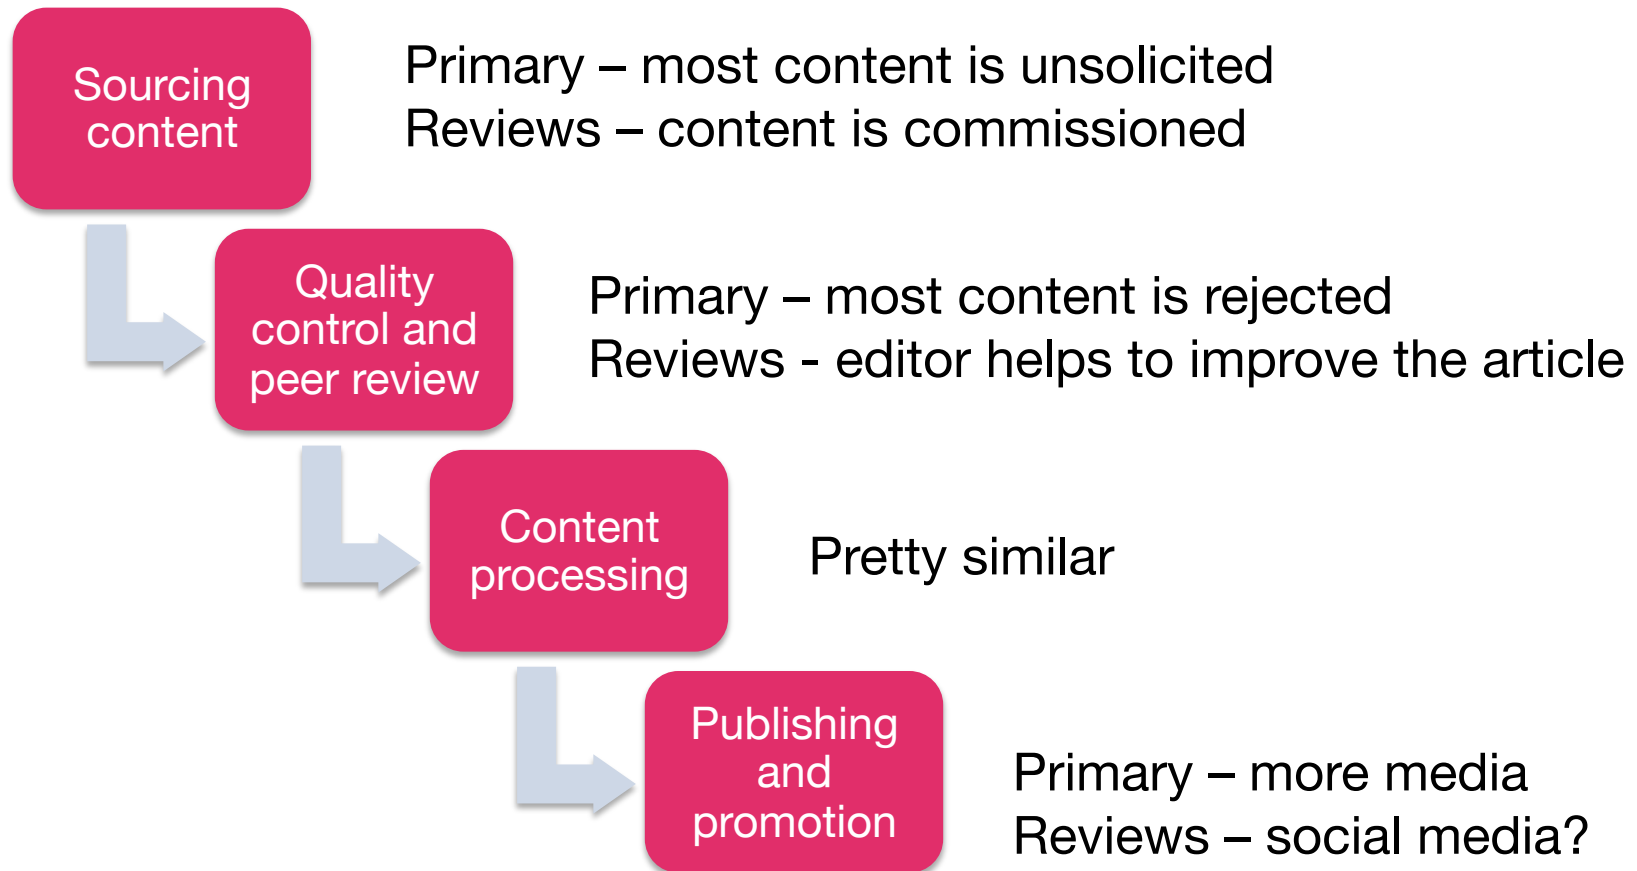 Sourcing
content
Primary – most content is unsolicited
Reviews – content is commissioned
Quality
control and
peer review
Primary – most content is rejected
Reviews - editor helps to improve the article
Content
processing
Pretty similar
Publishing
and
promotion
Primary – more media
Reviews – social media?